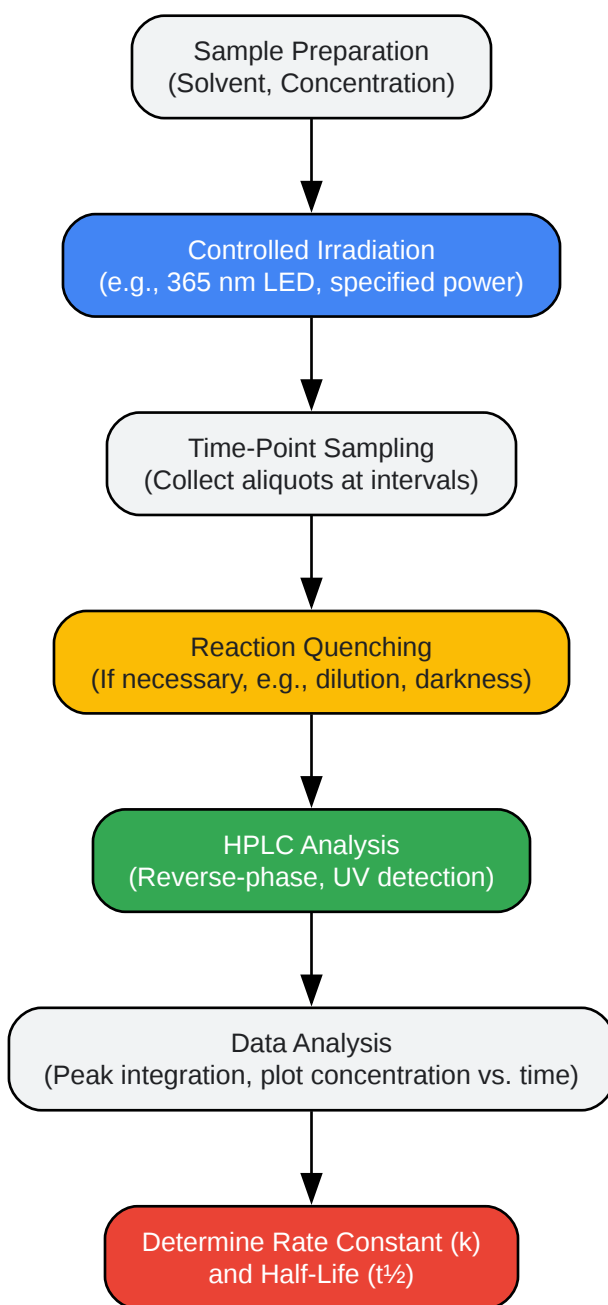 Sample Preparation
(Solvent, Concentration)
Controlled Irradiation
(e.g., 365 nm LED, specified power)
Time-Point Sampling
(Collect aliquots at intervals)
Reaction Quenching
(If necessary, e.g., dilution, darkness)
HPLC Analysis
(Reverse-phase, UV detection)
Data Analysis
(Peak integration, plot concentration vs. time)
Determine Rate Constant (k)
and Half-Life (t½)